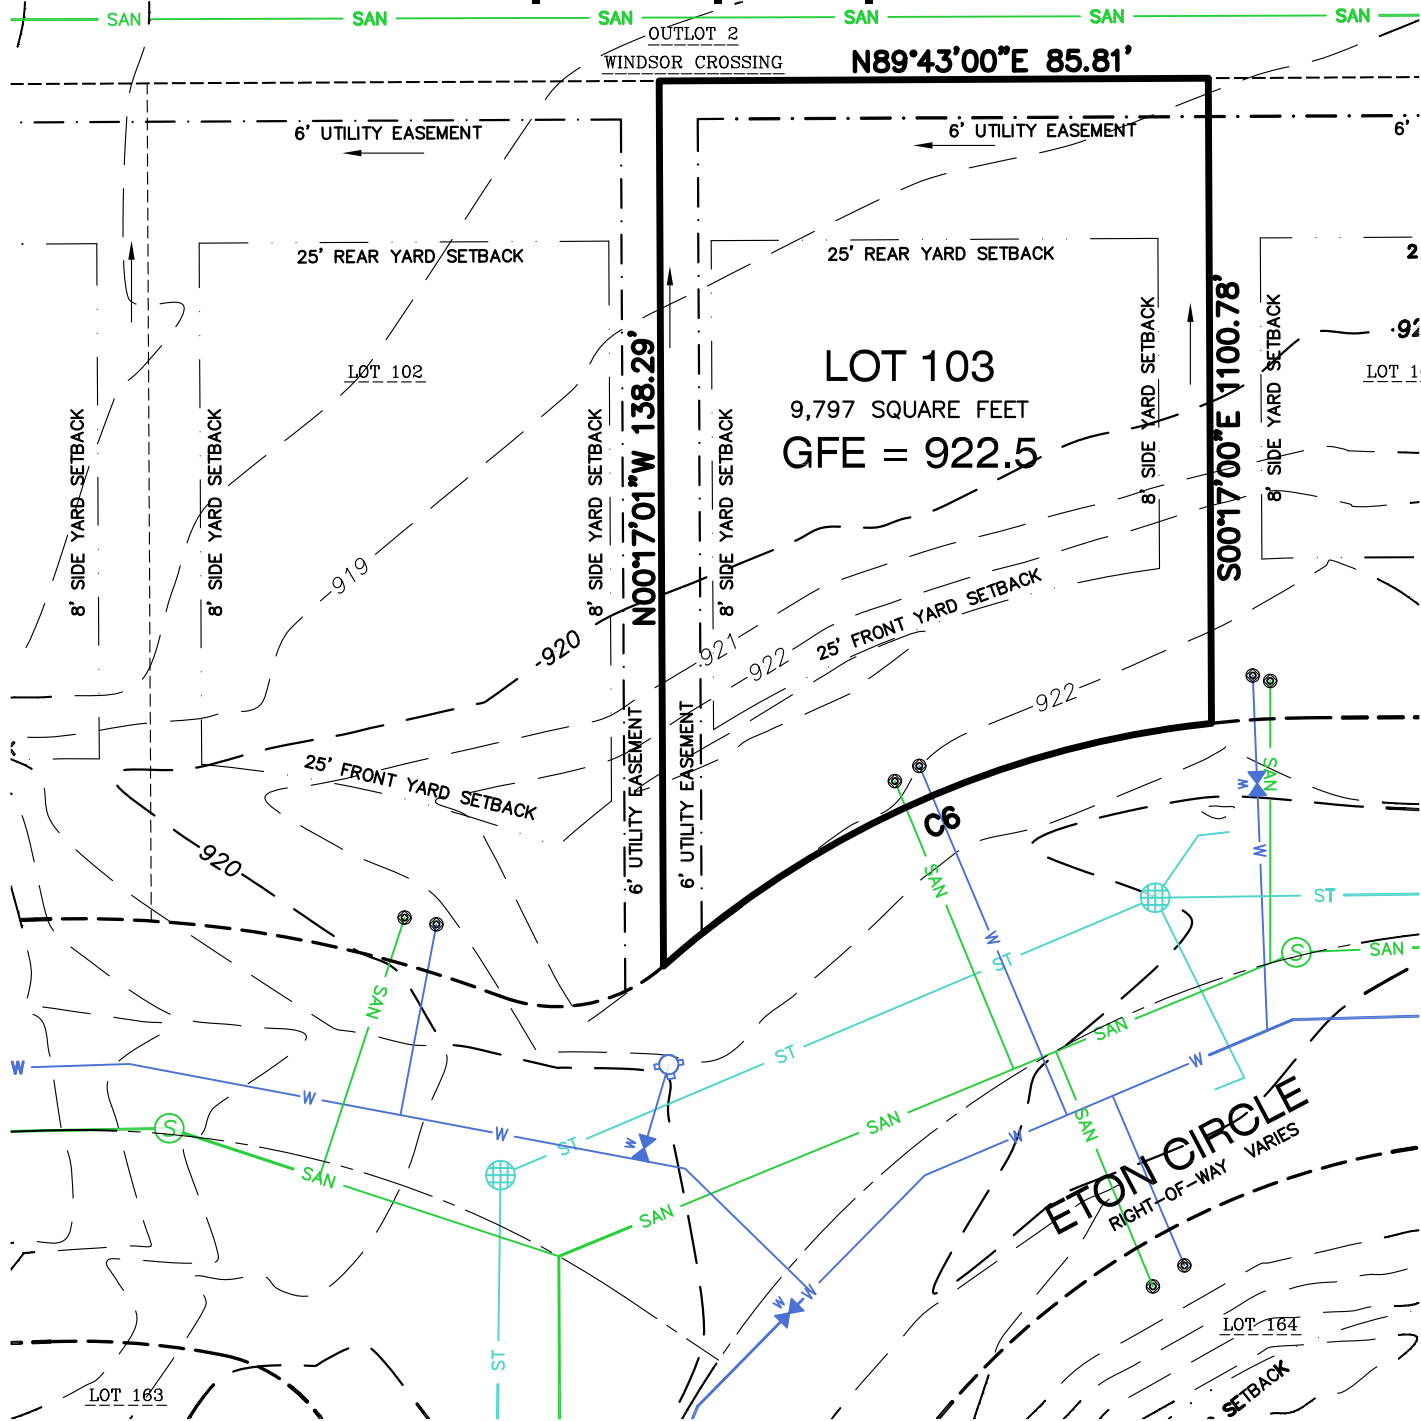 SAN SAN SAN SAN SAN SAN
OUTLOT 2
WINDSOR CROSSING
N89°43'00"E 85.81'
6' UTILITY EASEMENT
6' UTILITY EASEMENT
6'
25' REAR YARD SETBACK
25' REAR YARD SETBACK
2
LOT 102
LOT 103
9,797 SQUARE FEET
GFE = 922.5
N00°17'01"W 138.29'
S00°17'00"E 1100.78'
8' SIDE YARD SETBACK
8' SIDE YARD SETBACK
8' SIDE YARD SETBACK
8' SIDE YARD SETBACK
8' SIDE YARD SETBACK
8' SIDE YARD SETBACK
919
920
921
922
25' FRONT YARD SETBACK
922
6' UTILITY EASEMENT
6' UTILITY EASEMENT
25' FRONT YARD SETBACK
920
C6
SAN
W
W
SAN
ST
SAN
W
ST
SAN
W
S
SAN
W
W
W
ST
SAN
W
S
SAN
ST
W
SAN
SAN
W
SAN
ETON CIRCLE
RIGHT-OF-WAY VARIES
W
W
ST
LOT 164
LOT 163
SETBACK